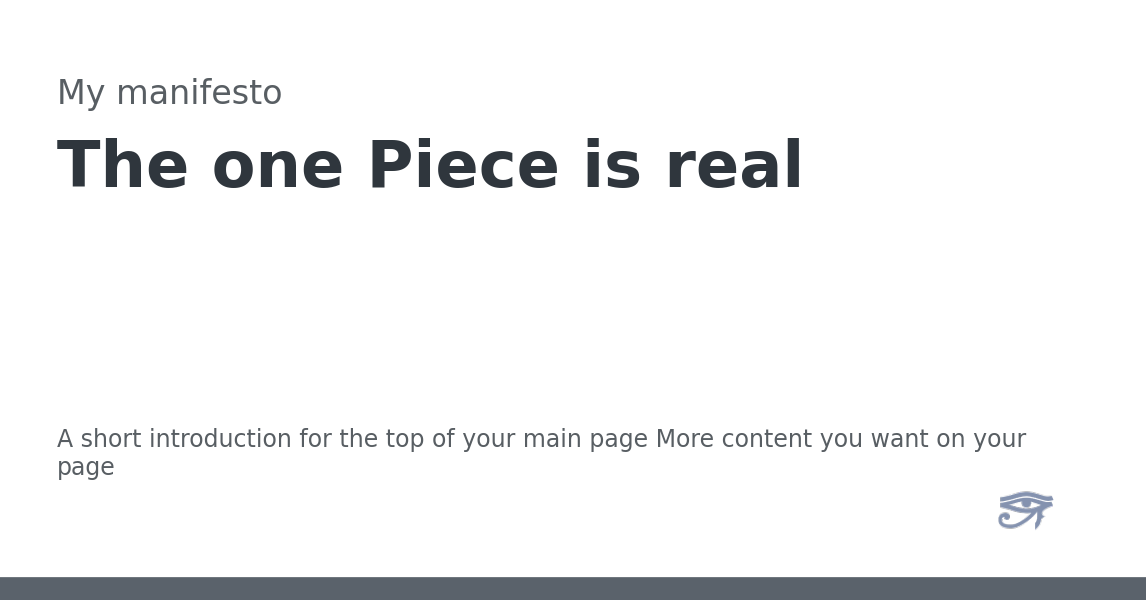 My manifesto
The one Piece is real
A short introduction for the top of your main page More content you want on your
page